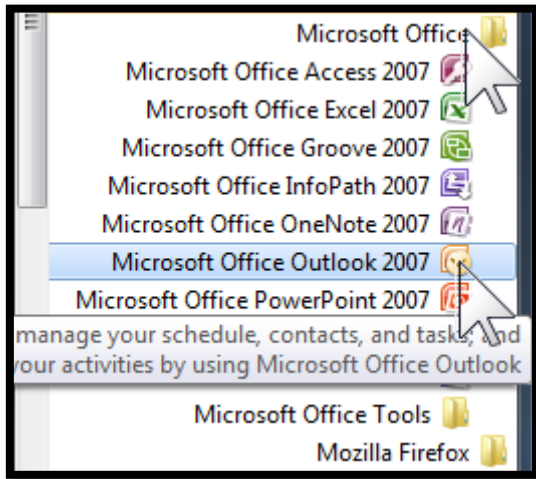 Microsoft Office
Microsoft Office Access 2007
Microsoft Office Excel 2007
Microsoft Office Groove 2007
Microsoft Office InfoPath 2007
Microsoft Office OneNote 2007
Microsoft Office Outlook 2007
Microsoft Office PowerPoint 2007
manage your schedule, contacts, and tasks, and
your activities by using Microsoft Office Outlook
Microsoft Office Tools
Mozilla Firefox